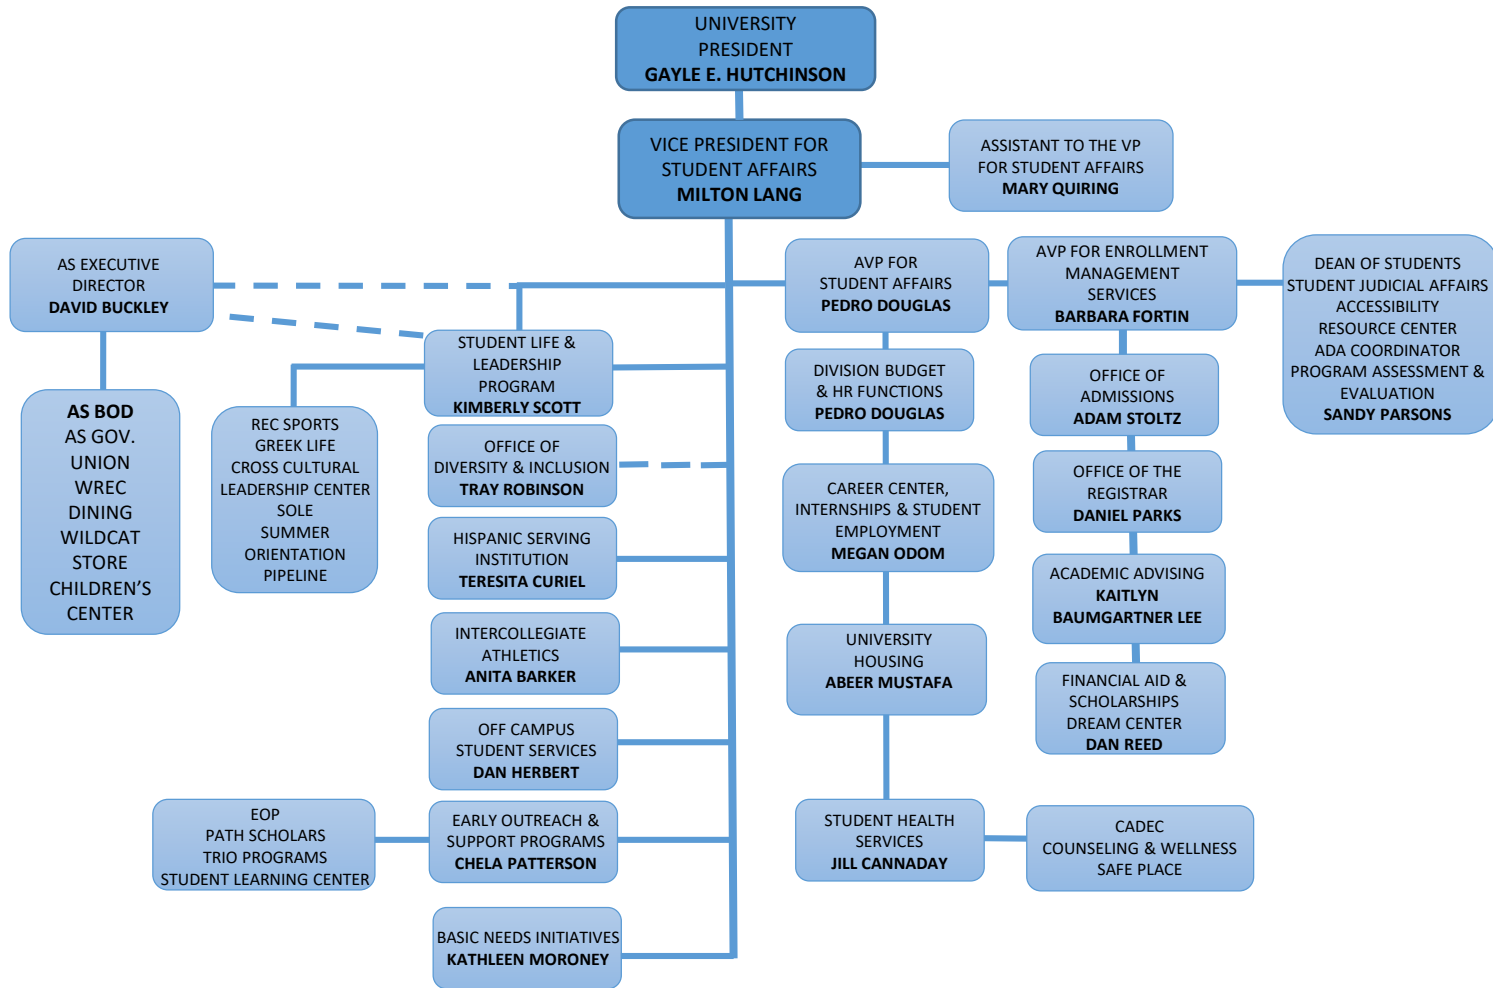 UNIVERSITY
PRESIDENT
GAYLE E. HUTCHINSON
VICE PRESIDENT FOR
STUDENT AFFAIRS
MILTON LANG
ASSISTANT TO THE VP
FOR STUDENT AFFAIRS
MARY QUIRING
AS EXECUTIVE
DIRECTOR
DAVID BUCKLEY
AVP FOR
STUDENT AFFAIRS
PEDRO DOUGLAS
AVP FOR ENROLLMENT
MANAGEMENT
SERVICES
BARBARA FORTIN
DEAN OF STUDENTS
STUDENT JUDICIAL AFFAIRS
ACCESSIBILITY
RESOURCE CENTER
ADA COORDINATOR
PROGRAM ASSESSMENT &
EVALUATION
SANDY PARSONS
STUDENT LIFE &
LEADERSHIP
PROGRAM
KIMBERLY SCOTT
DIVISION BUDGET
& HR FUNCTIONS
PEDRO DOUGLAS
OFFICE OF
ADMISSIONS
ADAM STOLTZ
AS BOD
AS GOV.
UNION
WREC
DINING
WILDCAT
STORE
CHILDREN'S
CENTER
REC SPORTS
GREEK LIFE
CROSS CULTURAL
LEADERSHIP CENTER
SOLE
SUMMER
ORIENTATION
PIPELINE
OFFICE OF
DIVERSITY & INCLUSION
TRAY ROBINSON
CAREER CENTER,
INTERNSHIPS & STUDENT
EMPLOYMENT
MEGAN ODOM
OFFICE OF THE
REGISTRAR
DANIEL PARKS
HISPANIC SERVING
INSTITUTION
TERESITA CURIEL
ACADEMIC ADVISING
KAITLYN
BAUMGARTNER LEE
INTERCOLLEGIATE
ATHLETICS
ANITA BARKER
UNIVERSITY
HOUSING
ABEER MUSTAFA
FINANCIAL AID &
SCHOLARSHIPS
DREAM CENTER
DAN REED
OFF CAMPUS
STUDENT SERVICES
DAN HERBERT
EOP
PATH SCHOLARS
TRIO PROGRAMS
STUDENT LEARNING CENTER
EARLY OUTREACH &
SUPPORT PROGRAMS
CHELA PATTERSON
STUDENT HEALTH
SERVICES
JILL CANNADAY
CADEC
COUNSELING & WELLNESS
SAFE PLACE
BASIC NEEDS INITIATIVES
KATHLEEN MORONEY